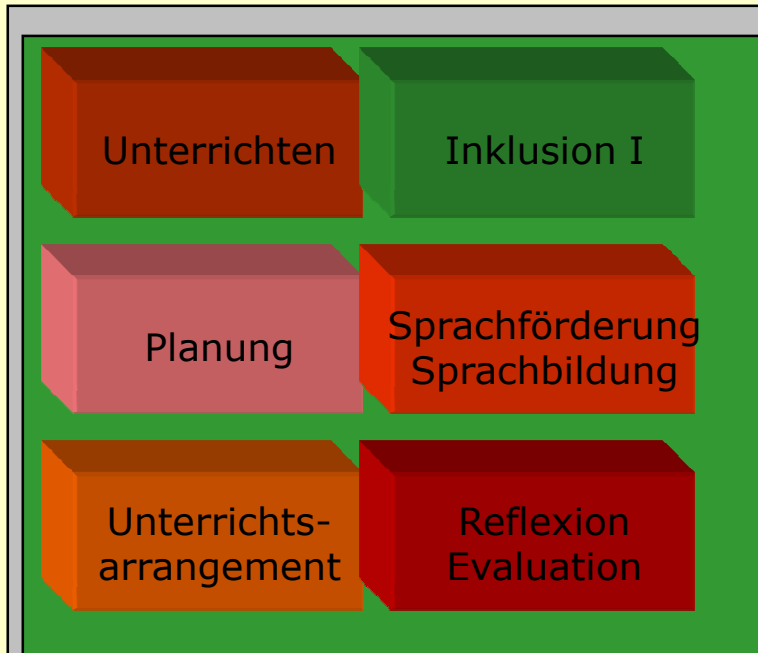 Unterrichten
Inklusion I
Planung
Sprachförderung
Sprachbildung
Unterrichts-
arrangement
Reflexion
Evaluation